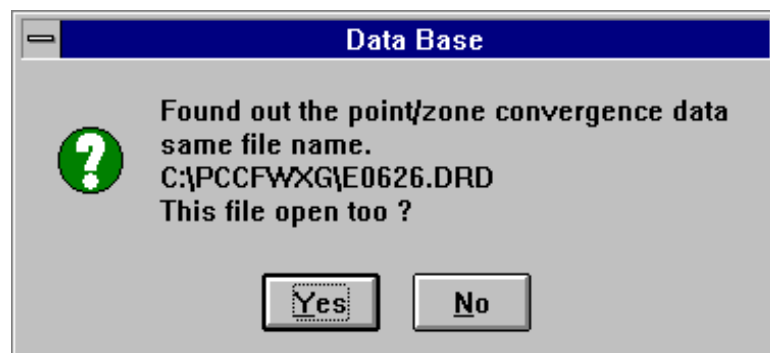 Data Base
Found out the point/zone convergence data
same file name.
C:\PCCFWXG\E0626.DRD
This file open too ?
Yes No